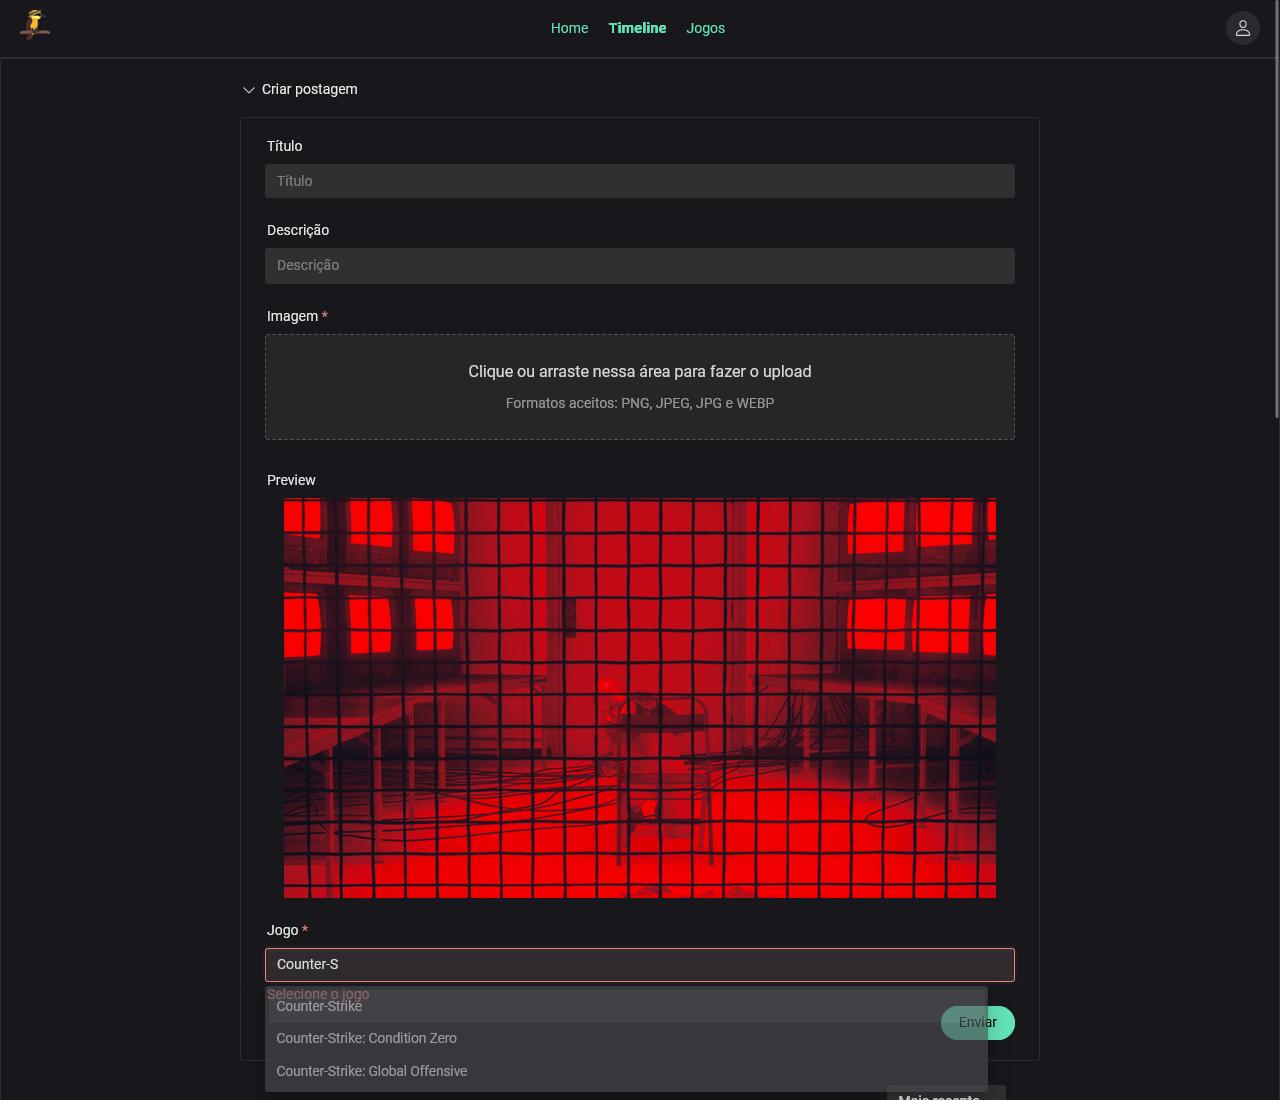 Home Timeline Jogos
Criar postagem
Título
Título
Descrição
Descrição
Imagem *
Clique ou arraste nessa área para fazer o upload
Formatos aceitos: PNG, JPEG, JPG e WEBP
Preview
Jogo *
Counter-S
Selecione o jogo
Counter-Strike
Enviar
Counter-Strike: Condition Zero
Counter-Strike: Global Offensive
Mais recente